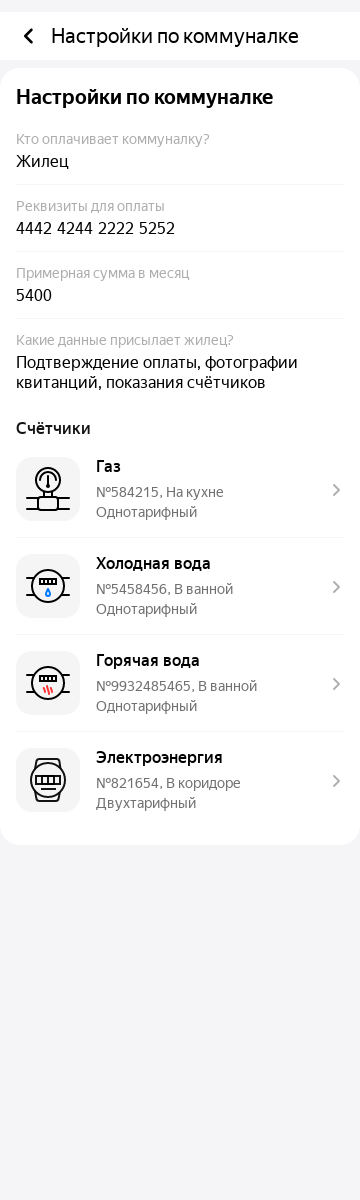 Настройки по коммуналке
Настройки по коммуналке
Кто оплачивает коммуналку?
Жилец
Реквизиты для оплаты
4442 4244 2222 5252
Примерная сумма в месяц
5400
Какие данные присылает жилец?
Подтверждение оплаты, фотографии
квитанций, показания счётчиков
Счётчики
Газ
№584215, На кухне
Однотарифный
Холодная вода
№5458456, В ванной
Однотарифный
Горячая вода
№9932485465, В ванной
Однотарифный
Электроэнергия
№821654, В коридоре
Двухтарифный